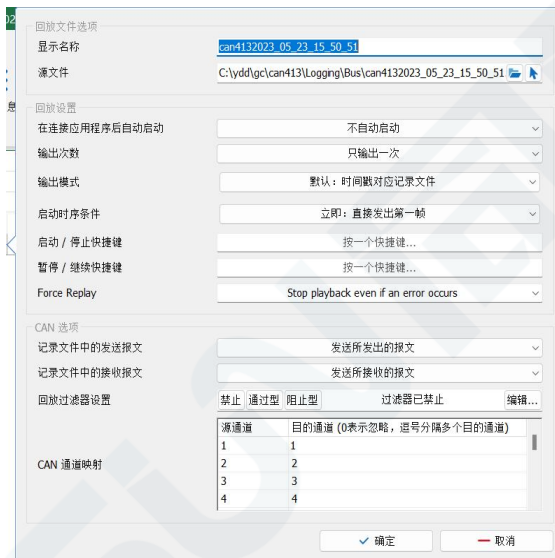 02
息
回放文件选项
显示名称 can4132023_05_23_15_50_51
源文件 C:\ydd\gc\can413\Logging\Bus\can4132023_05_23_15_50_51
回放设置
在连接应用程序后自动启动 不自动启动
输出次数 只输出一次
输出模式 默认：时间戳对应记录文件
启动时序条件 立即：直接发出第一帧
启动 / 停止快捷键 按一个快捷键...
暂停 / 继续快捷键 按一个快捷键...
Force Replay Stop playback even if an error occurs
CAN 选项
记录文件中的发送报文 发送所发出的报文
记录文件中的接收报文 发送所接收的报文
回放过滤器设置 禁止 通过型 阻止型 过滤器已禁止 编辑...
CAN 通道映射
源通道 目的通道 (0表示忽略，逗号分隔多个目的通道)
1 1
2 2
3 3
4 4
确定 取消